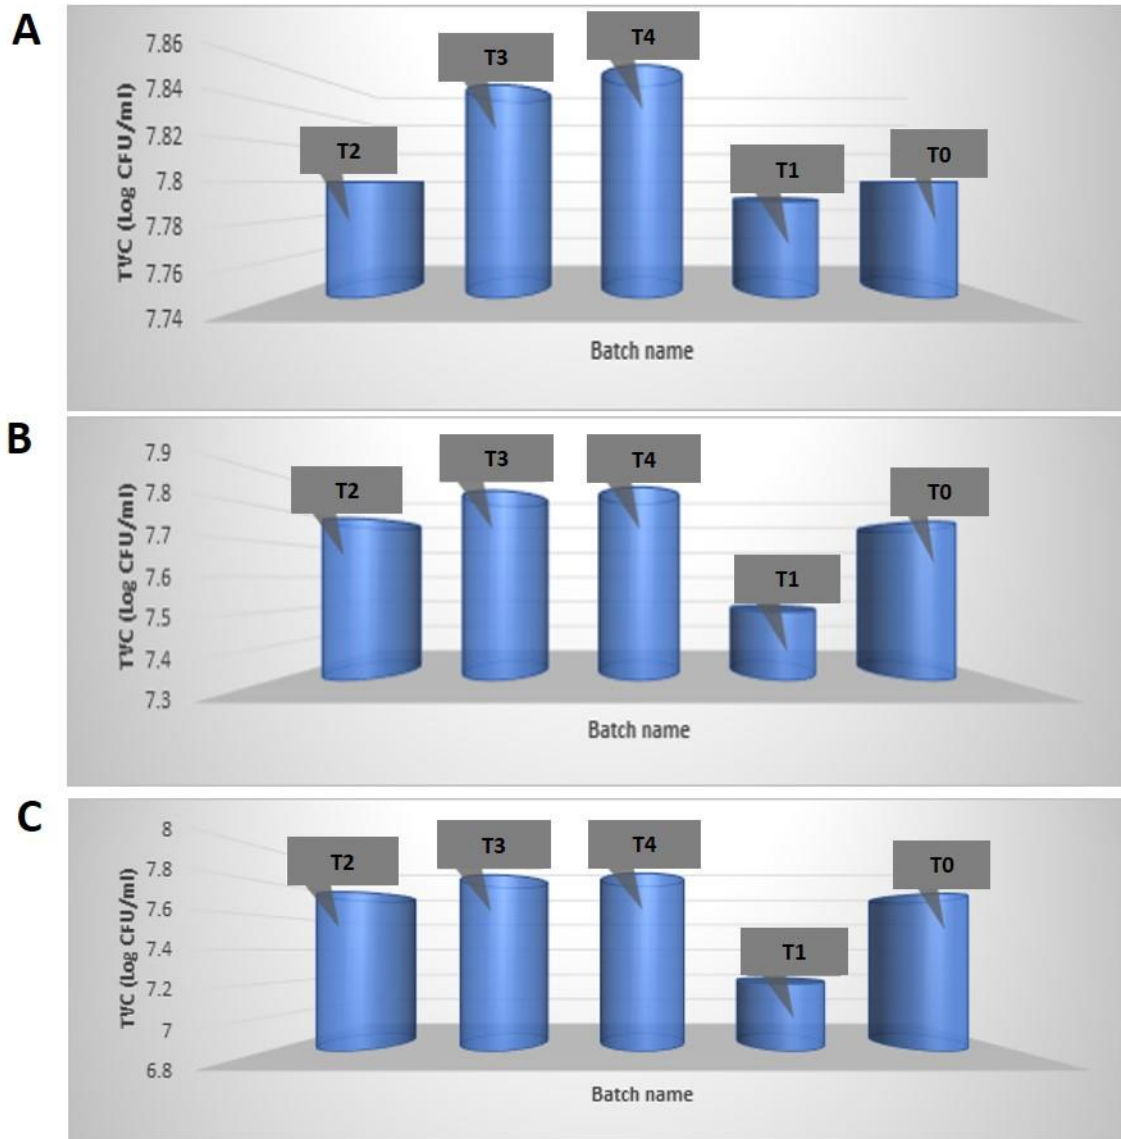 A
TVC (Log CFU/ml)
7.86
7.84
7.82
7.8
7.78
7.76
7.74
T2
T3
T4
T1
T0
Batch name
B
TVC (Log CFU/ml)
7.9
7.8
7.7
7.6
7.5
7.4
7.3
T2
T3
T4
T1
T0
Batch name
C
TVC (Log CFU/ml)
8
7.8
7.6
7.4
7.2
7
6.8
T2
T3
T4
T1
T0
Batch name